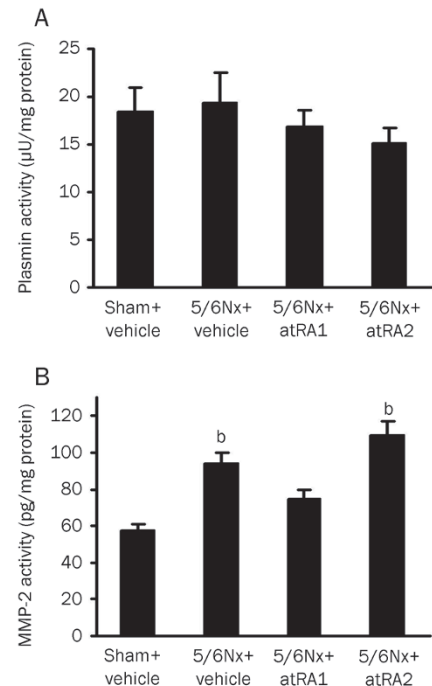 A
Plasmin activity (µU/mg protein)
25
20
15
10
5
0
Sham+ 5/6Nx+ 5/6Nx+ 5/6Nx+
vehicle vehicle atRA1 atRA2
B
MMP-2 activity (pg/mg protein)
120
100
80
60
40
20
0
b b
Sham+ 5/6Nx+ 5/6Nx+ 5/6Nx+
vehicle vehicle atRA1 atRA2